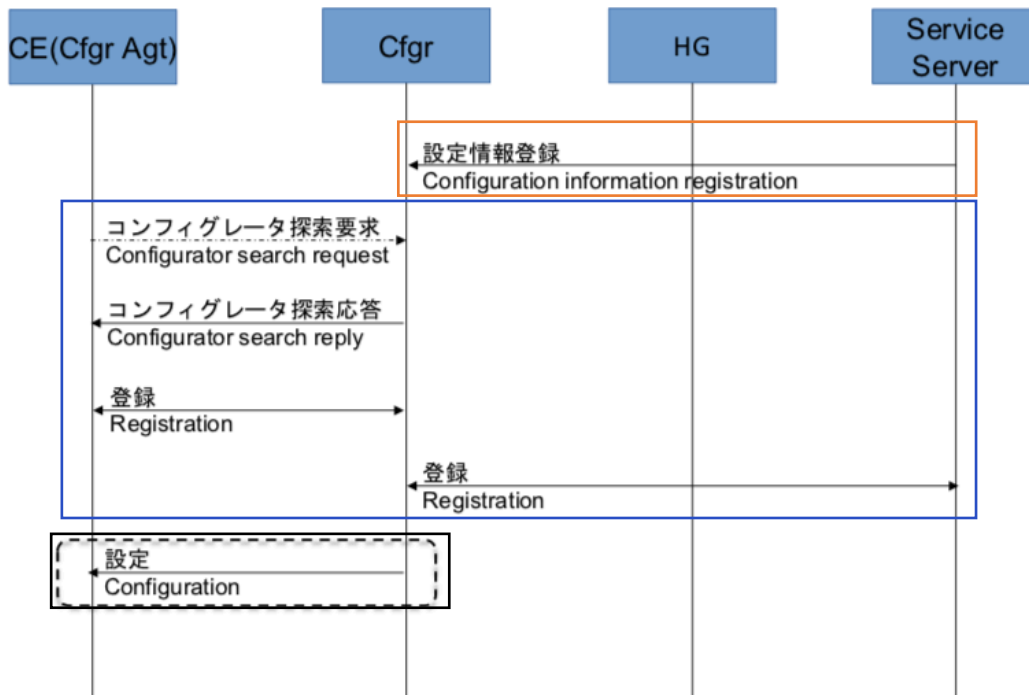 CE(Cfgr Agt)
Cfgr
HG
Service
Server
設定情報登録
Configuration information registration
コンフィグレータ探索要求
Configurator search request
コンフィグレータ探索応答
Configurator search reply
登録
Registration
登録
Registration
設定
Configuration